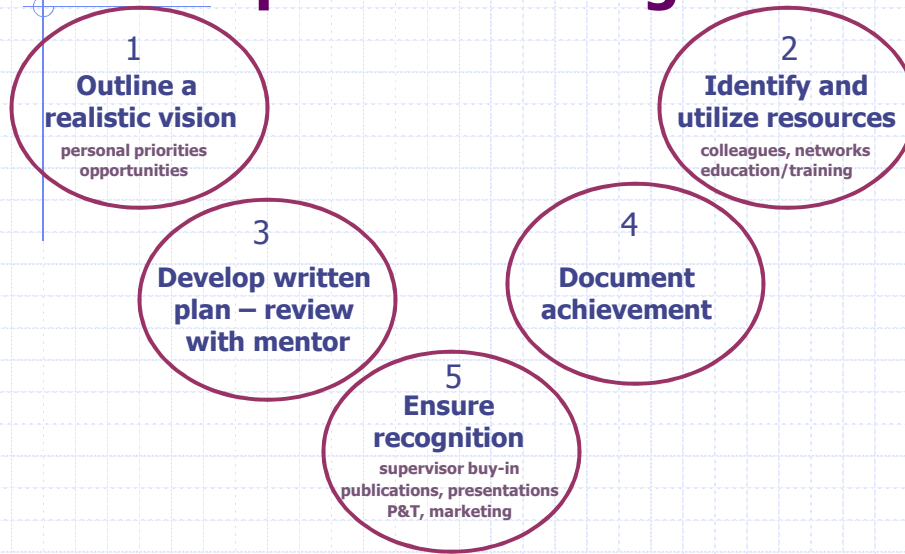 1
Outline a
realistic vision
personal priorities
opportunities
2
Identify and
utilize resources
colleagues, networks
education/training
3
Develop written
plan – review
with mentor
4
Document
achievement
5
Ensure
recognition
supervisor buy-in
publications, presentations
P&T, marketing